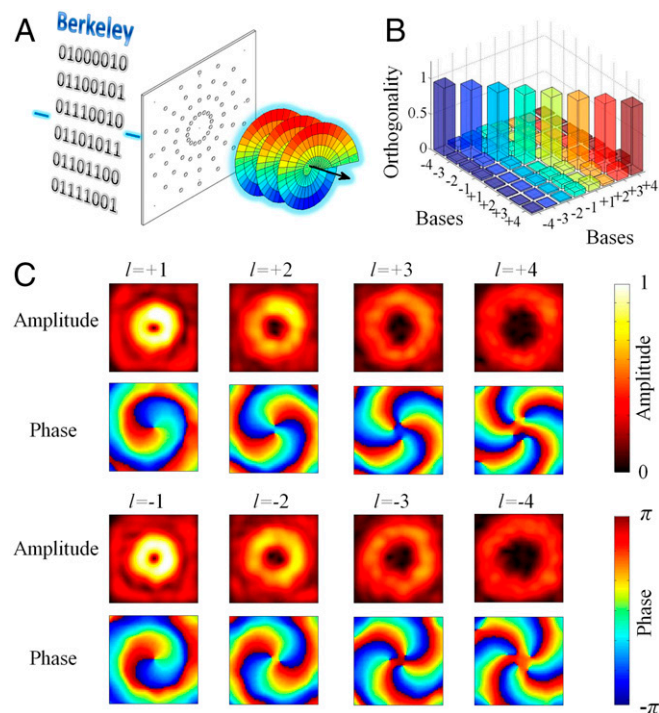 A
Berkeley
01000010
01100101
01110010
01101011
01101100
01111001
B
Orthogonality
1
0.5
0
-4
-3
-2
-1
+1
+2
+3
+4
Bases
-4
-3
-2
-1
+1
+2
+3
+4
Bases
C
l=+1 l=+2 l=+3 l=+4
Amplitude
Phase
1
Amplitude
0
l=-1 l=-2 l=-3 l=-4
Amplitude
Phase
π
Phase
-π